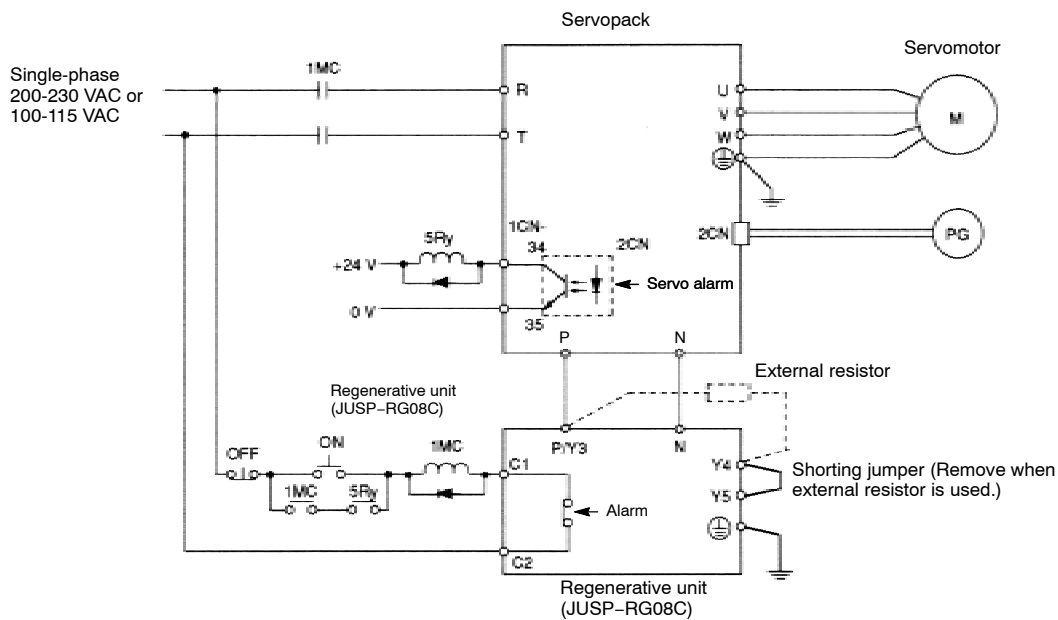 Servopack
Servomotor
Single-phase
200-230 VAC or
100-115 VAC
1MC
R
T
U
V
W
M
1CN-
34
2CN
2CN
PG
5Ry
+24 V
Servo alarm
0 V
35
P
N
External resistor
Regenerative unit
(JUSP-RG08C)
P/Y3
N
OFF
ON
1MC
C1
Y4
Shorting jumper (Remove when
external resistor is used.)
1MC
5Ry
Y5
Alarm
C2
Regenerative unit
(JUSP-RG08C)